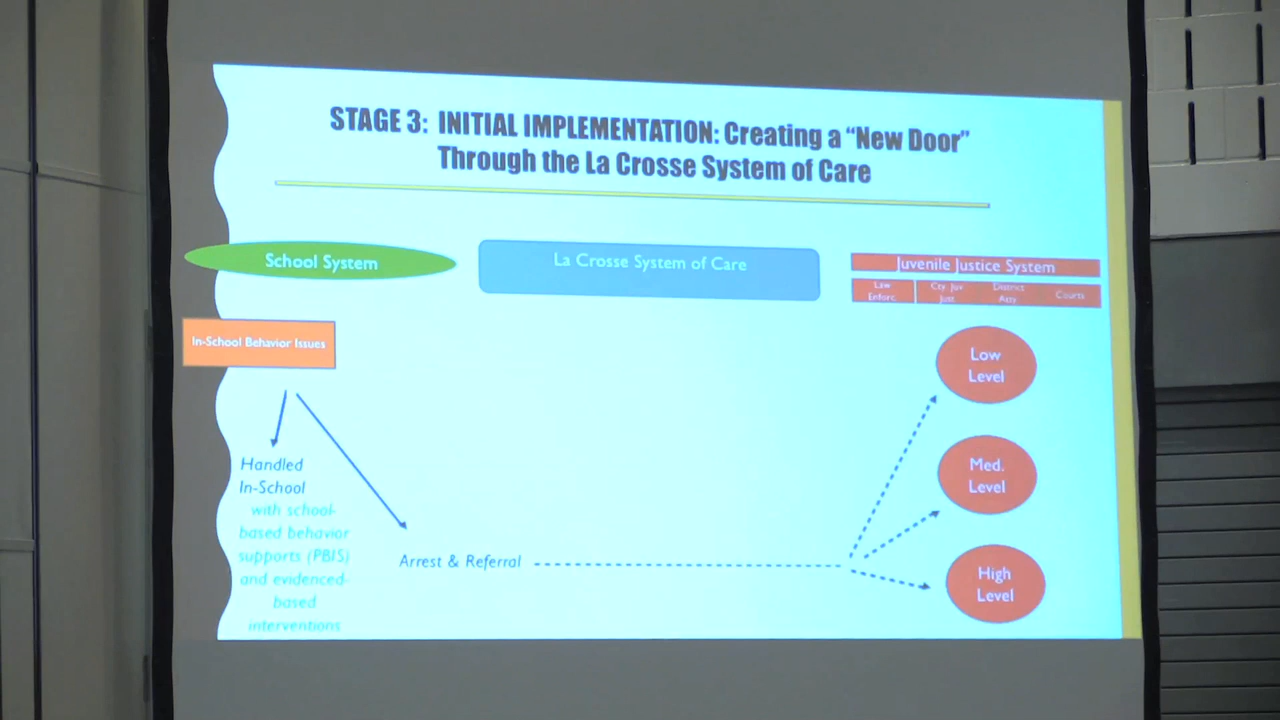 STAGE 3: INITIAL IMPLEMENTATION: Creating a “New Door”
Through the La Crosse System of Care
School System
La Crosse System of Care
Juvenile Justice System
Law
Enforc
Cty Juv
Just.
District
Atty
Courts
In-School Behavior Issues
Low
Level
Med.
Level
High
Level
Handled
In-School
with school-
based behavior
supports (PBIS)
and evidenced-
based
interventions
Arrest & Referral